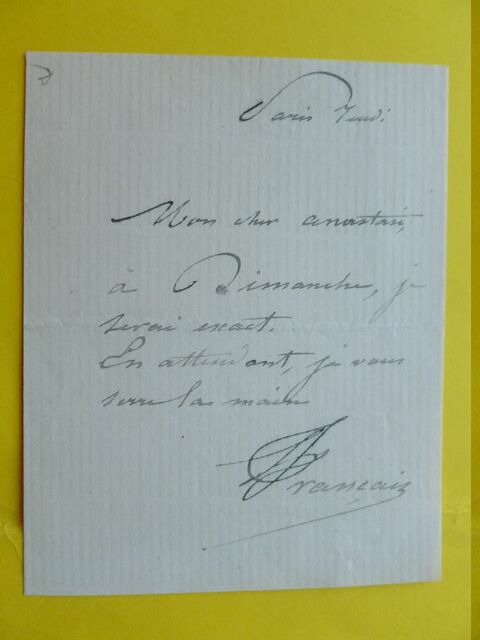 Paris Jeudi
Mon cher anastasi,
à Dimanche, je
serai exact.
En attendant, je vous
serre la main
Français